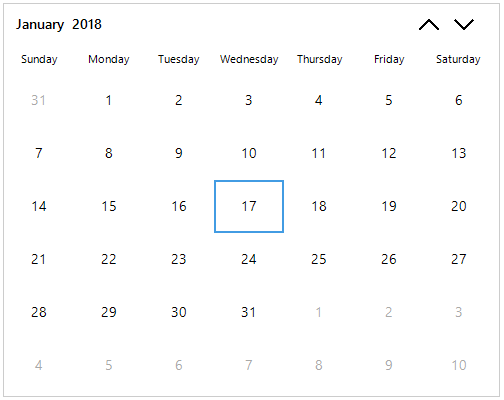 January 2018
Sunday Monday Tuesday Wednesday Thursday Friday Saturday
31 1 2 3 4 5 6
7 8 9 10 11 12 13
14 15 16 17 18 19 20
21 22 23 24 25 26 27
28 29 30 31 1 2 3
4 5 6 7 8 9 10